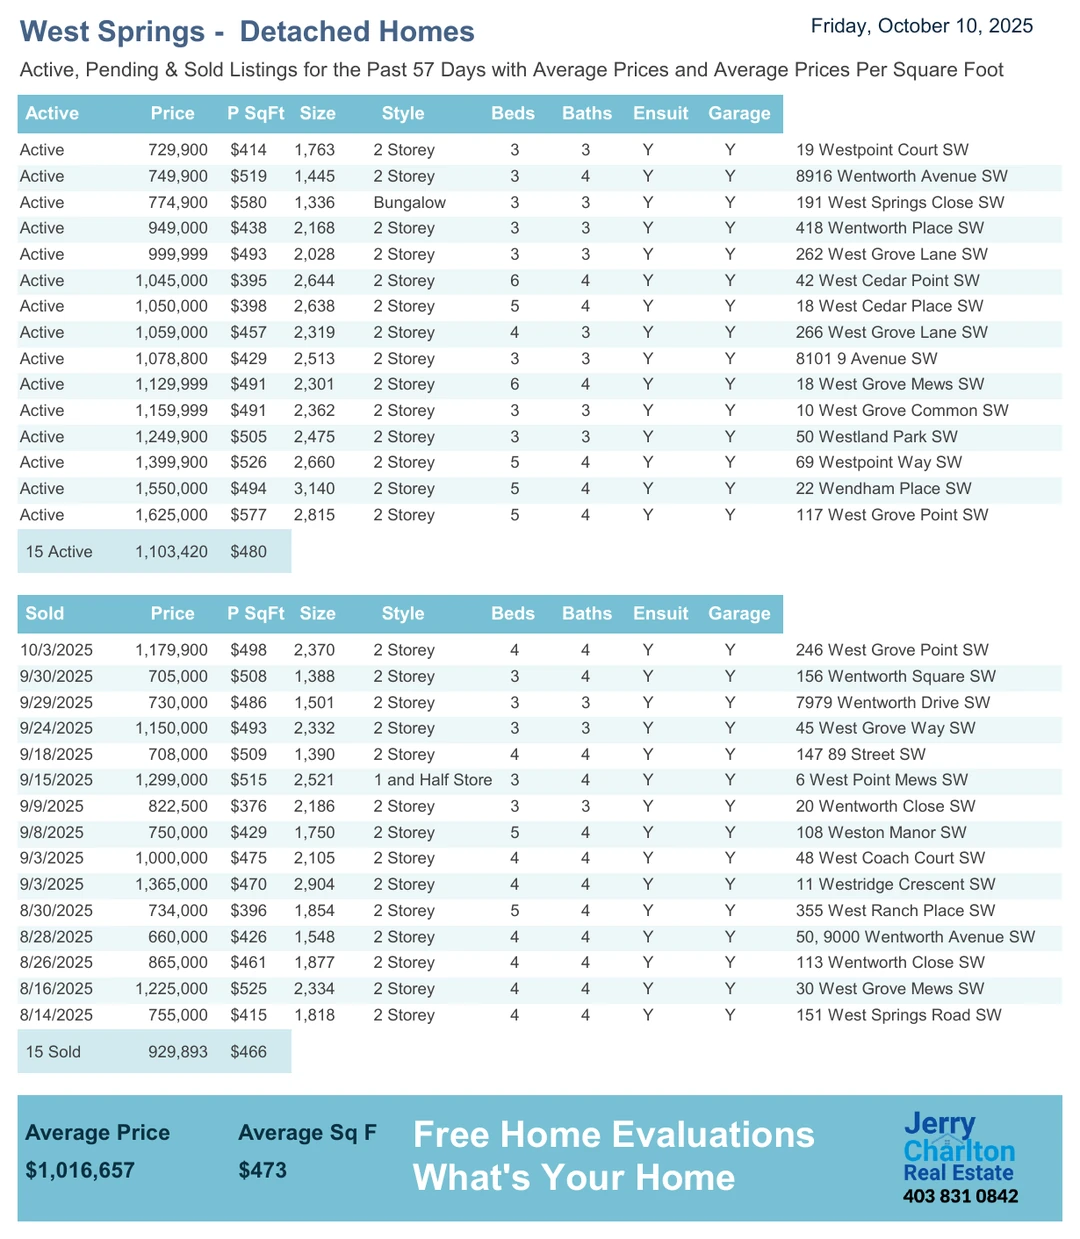 West Springs - Detached Homes Friday, October 10, 2025
Active, Pending & Sold Listings for the Past 57 Days with Average Prices and Average Prices Per Square Foot
Active Price P SqFt Size Style Beds Baths Ensuit Garage
Active 729,900 $414 1,763 2 Storey 3 3 Y Y 19 Westpoint Court SW
Active 749,900 $519 1,445 2 Storey 3 4 Y Y 8916 Wentworth Avenue SW
Active 774,900 $580 1,336 Bungalow 3 3 Y Y 191 West Springs Close SW
Active 949,000 $438 2,168 2 Storey 3 3 Y Y 418 Wentworth Place SW
Active 999,999 $493 2,028 2 Storey 3 3 Y Y 262 West Grove Lane SW
Active 1,045,000 $395 2,644 2 Storey 6 4 Y Y 42 West Cedar Point SW
Active 1,050,000 $398 2,638 2 Storey 5 4 Y Y 18 West Cedar Place SW
Active 1,059,000 $457 2,319 2 Storey 4 3 Y Y 266 West Grove Lane SW
Active 1,078,800 $429 2,513 2 Storey 3 3 Y Y 8101 9 Avenue SW
Active 1,129,999 $491 2,301 2 Storey 6 4 Y Y 18 West Grove Mews SW
Active 1,159,999 $491 2,362 2 Storey 3 3 Y Y 10 West Grove Common SW
Active 1,249,900 $505 2,475 2 Storey 3 3 Y Y 50 Westland Park SW
Active 1,399,900 $526 2,660 2 Storey 5 4 Y Y 69 Westpoint Way SW
Active 1,550,000 $494 3,140 2 Storey 5 4 Y Y 22 Wendham Place SW
Active 1,625,000 $577 2,815 2 Storey 5 4 Y Y 117 West Grove Point SW
15 Active 1,103,420 $480
Sold Price P SqFt Size Style Beds Baths Ensuit Garage
10/3/2025 1,179,900 $498 2,370 2 Storey 4 4 Y Y 246 West Grove Point SW
9/30/2025 705,000 $508 1,388 2 Storey 3 4 Y Y 156 Wentworth Square SW
9/29/2025 730,000 $486 1,501 2 Storey 3 3 Y Y 7979 Wentworth Drive SW
9/24/2025 1,150,000 $493 2,332 2 Storey 3 3 Y Y 45 West Grove Way SW
9/18/2025 708,000 $509 1,390 2 Storey 4 4 Y Y 147 89 Street SW
9/15/2025 1,299,000 $515 2,521 1 and Half Store 3 4 Y Y 6 West Point Mews SW
9/9/2025 822,500 $376 2,186 2 Storey 3 3 Y Y 20 Wentworth Close SW
9/8/2025 750,000 $429 1,750 2 Storey 5 4 Y Y 108 Weston Manor SW
9/3/2025 1,000,000 $475 2,105 2 Storey 4 4 Y Y 48 West Coach Court SW
9/3/2025 1,365,000 $470 2,904 2 Storey 4 4 Y Y 11 Westridge Crescent SW
8/30/2025 734,000 $396 1,854 2 Storey 5 4 Y Y 355 West Ranch Place SW
8/28/2025 660,000 $426 1,548 2 Storey 4 4 Y Y 50, 9000 Wentworth Avenue SW
8/26/2025 865,000 $461 1,877 2 Storey 4 4 Y Y 113 Wentworth Close SW
8/16/2025 1,225,000 $525 2,334 2 Storey 4 4 Y Y 30 West Grove Mews SW
8/14/2025 755,000 $415 1,818 2 Storey 4 4 Y Y 151 West Springs Road SW
15 Sold 929,893 $466
Average Price Average Sq F
$1,016,657 $473
Free Home Evaluations
What's Your Home
Jerry
Charlton
Real Estate
403 831 0842